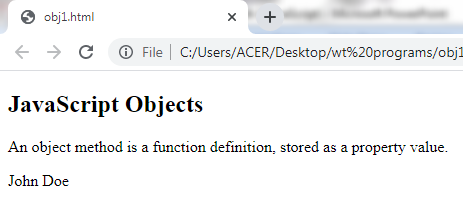 obj1.html
File
C:/Users/ACER/Desktop/wt%20programs/obj1
JavaScript Objects
An object method is a function definition, stored as a property value.
John Doe